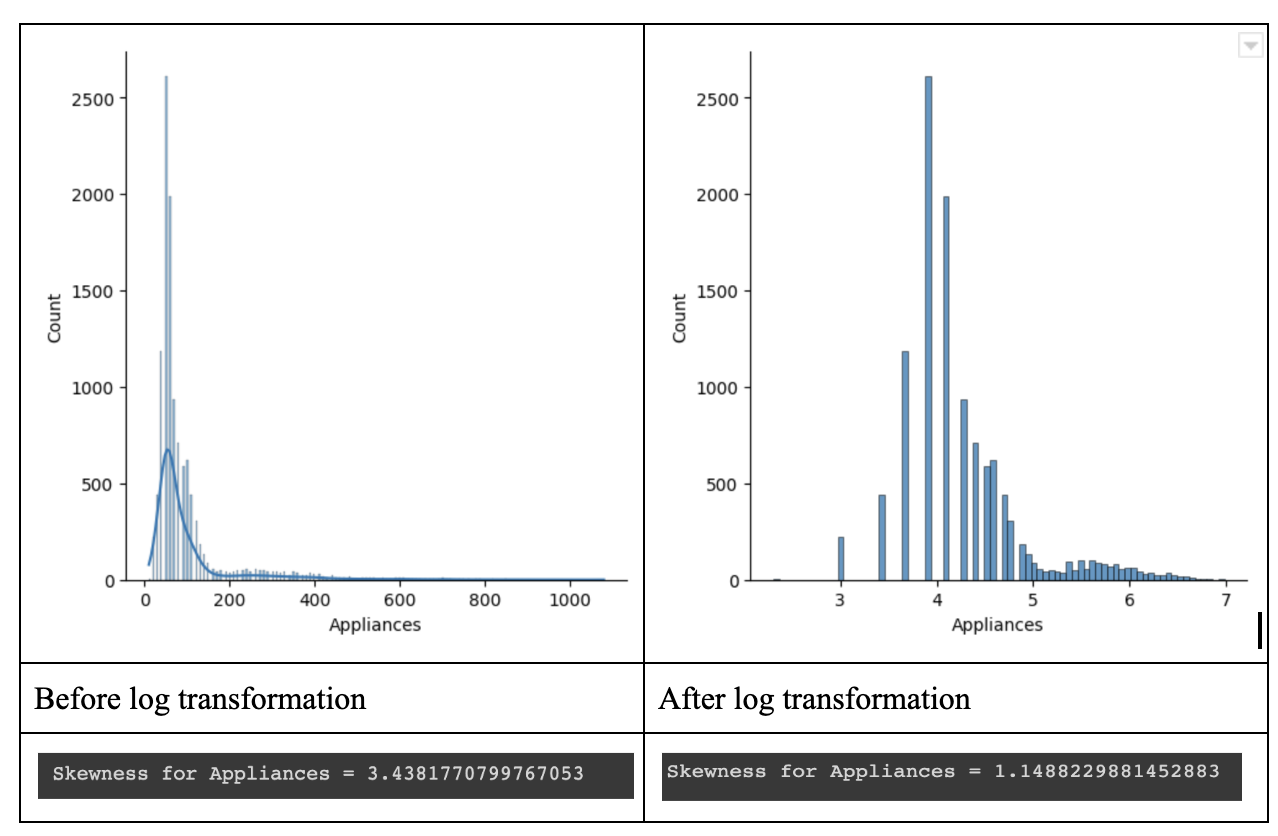 2500
2000
1500
1000
500
0
Count
0 200 400 600 800 1000
Appliances
2500
2000
1500
1000
500
0
Count
3 4 5 6 7
Appliances
Before log transformation
After log transformation
Skewness for Appliances = 3.4381770799767053
Skewness for Appliances = 1.1488229881452883